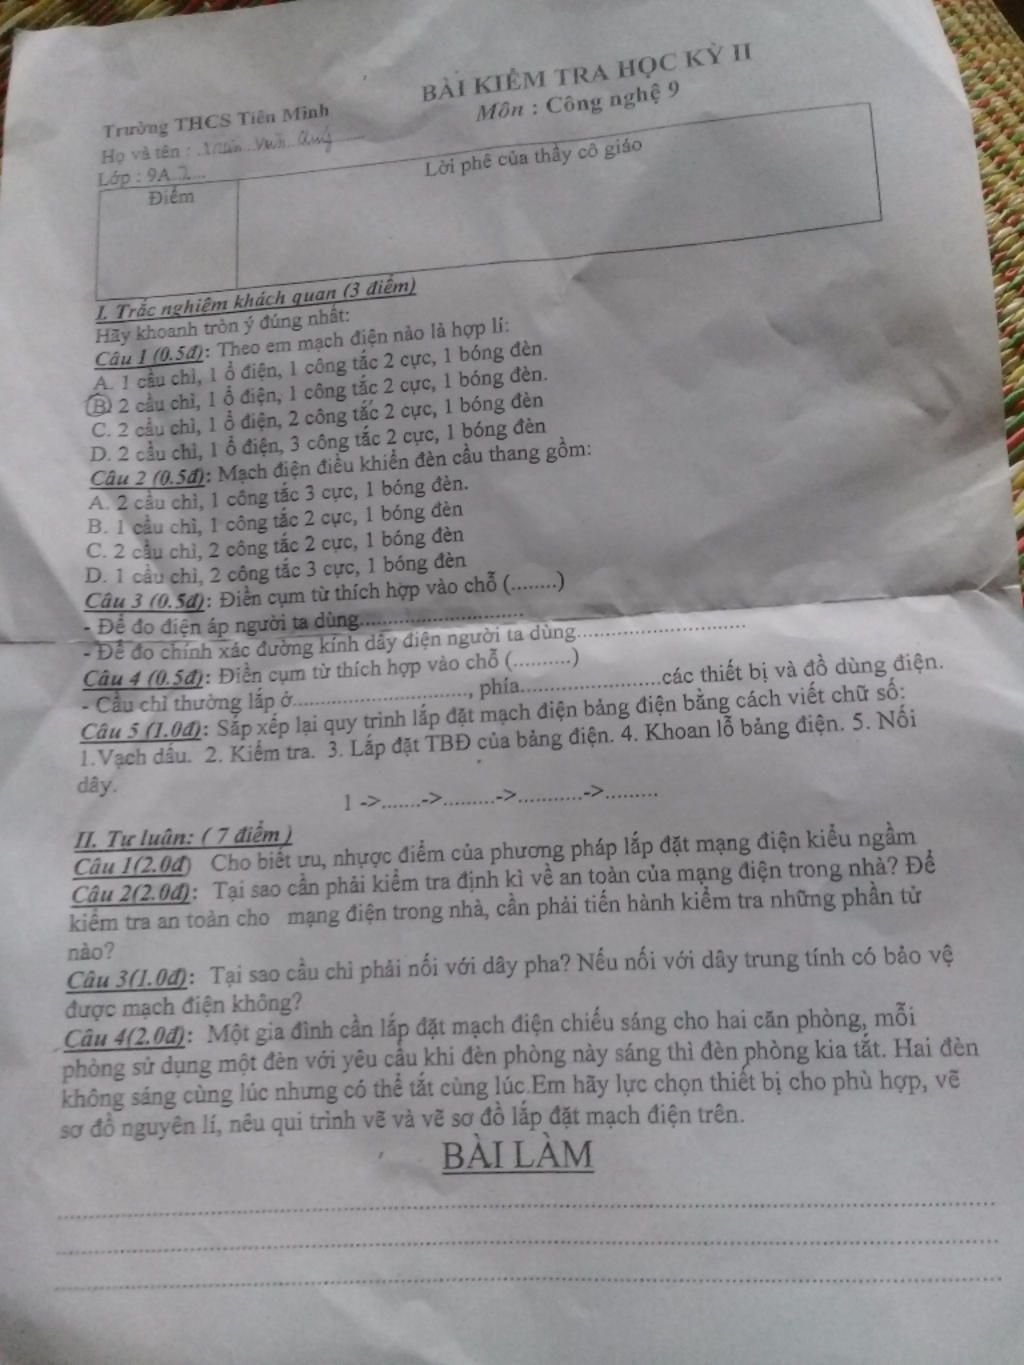 BÀI KIỂM TRA HỌC KỲ II
Môn : Công nghệ 9
Trường THCS Tiên Minh
Họ và tên :
Lớp : 9A
Điểm
Lời phê của thầy cô giáo
I. Trắc nghiệm khách quan (3 điểm)
Hãy khoanh tròn ý đúng nhất:
Câu 1 (0.5đ): Theo em mạch điện nào là hợp lí:
A. 1 cầu chì, 1 ổ điện, 1 công tắc 2 cực, 1 bóng đèn
B. 2 cầu chì, 1 ổ điện, 1 công tắc 2 cực, 1 bóng đèn.
C. 2 cầu chì, 1 ổ điện, 2 công tắc 2 cực, 1 bóng đèn
D. 2 cầu chì, 1 ổ điện, 3 công tắc 2 cực, 1 bóng đèn
Câu 2 (0.5đ): Mạch điện điều khiển đèn cầu thang gồm:
A. 2 cầu chì, 1 công tắc 3 cực, 1 bóng đèn.
B. 1 cầu chì, 1 công tắc 2 cực, 1 bóng đèn
C. 2 cầu chì, 2 công tắc 2 cực, 1 bóng đèn
D. 1 cầu chì, 2 công tắc 3 cực, 1 bóng đèn
Câu 3 (0.5đ): Điền cụm từ thích hợp vào chỗ (........)
- Để đo điện áp người ta dùng..............................
- Để đo chính xác đường kính dây điện người ta dùng..............................
Câu 4 (0.5đ): Điền cụm từ thích hợp vào chỗ (..........)
- Cầu chì thường lắp ở.............................., phía........................các thiết bị và đồ dùng điện.
Câu 5 (1.0đ): Sắp xếp lại quy trình lắp đặt mạch điện bảng điện bằng cách viết chữ số:
1.Vạch dấu. 2. Kiểm tra. 3. Lắp đặt TBĐ của bảng điện. 4. Khoan lỗ bảng điện. 5. Nối
dây.
1 ->.......->.........->...........->.........
II. Tự luận: ( 7 điểm )
Câu 1(2.0đ) Cho biết ưu, nhược điểm của phương pháp lắp đặt mạng điện kiểu ngầm
Câu 2(2.0đ): Tại sao cần phải kiểm tra định kì về an toàn của mạng điện trong nhà? Để
kiểm tra an toàn cho mạng điện trong nhà, cần phải tiến hành kiểm tra những phần tử
nào?
Câu 3(1.0đ): Tại sao cầu chì phải nối với dây pha? Nếu nối với dây trung tính có bảo vệ
được mạch điện không?
Câu 4(2.0đ): Một gia đình cần lắp đặt mạch điện chiếu sáng cho hai căn phòng, mỗi
phòng sử dụng một đèn với yêu cầu khi đèn phòng này sáng thì đèn phòng kia tắt. Hai đèn
không sáng cùng lúc nhưng có thể tắt cùng lúc.Em hãy lực chọn thiết bị cho phù hợp, vẽ
sơ đồ nguyên lí, nêu qui trình vẽ và vẽ sơ đồ lắp đặt mạch điện trên.
BÀI LÀM